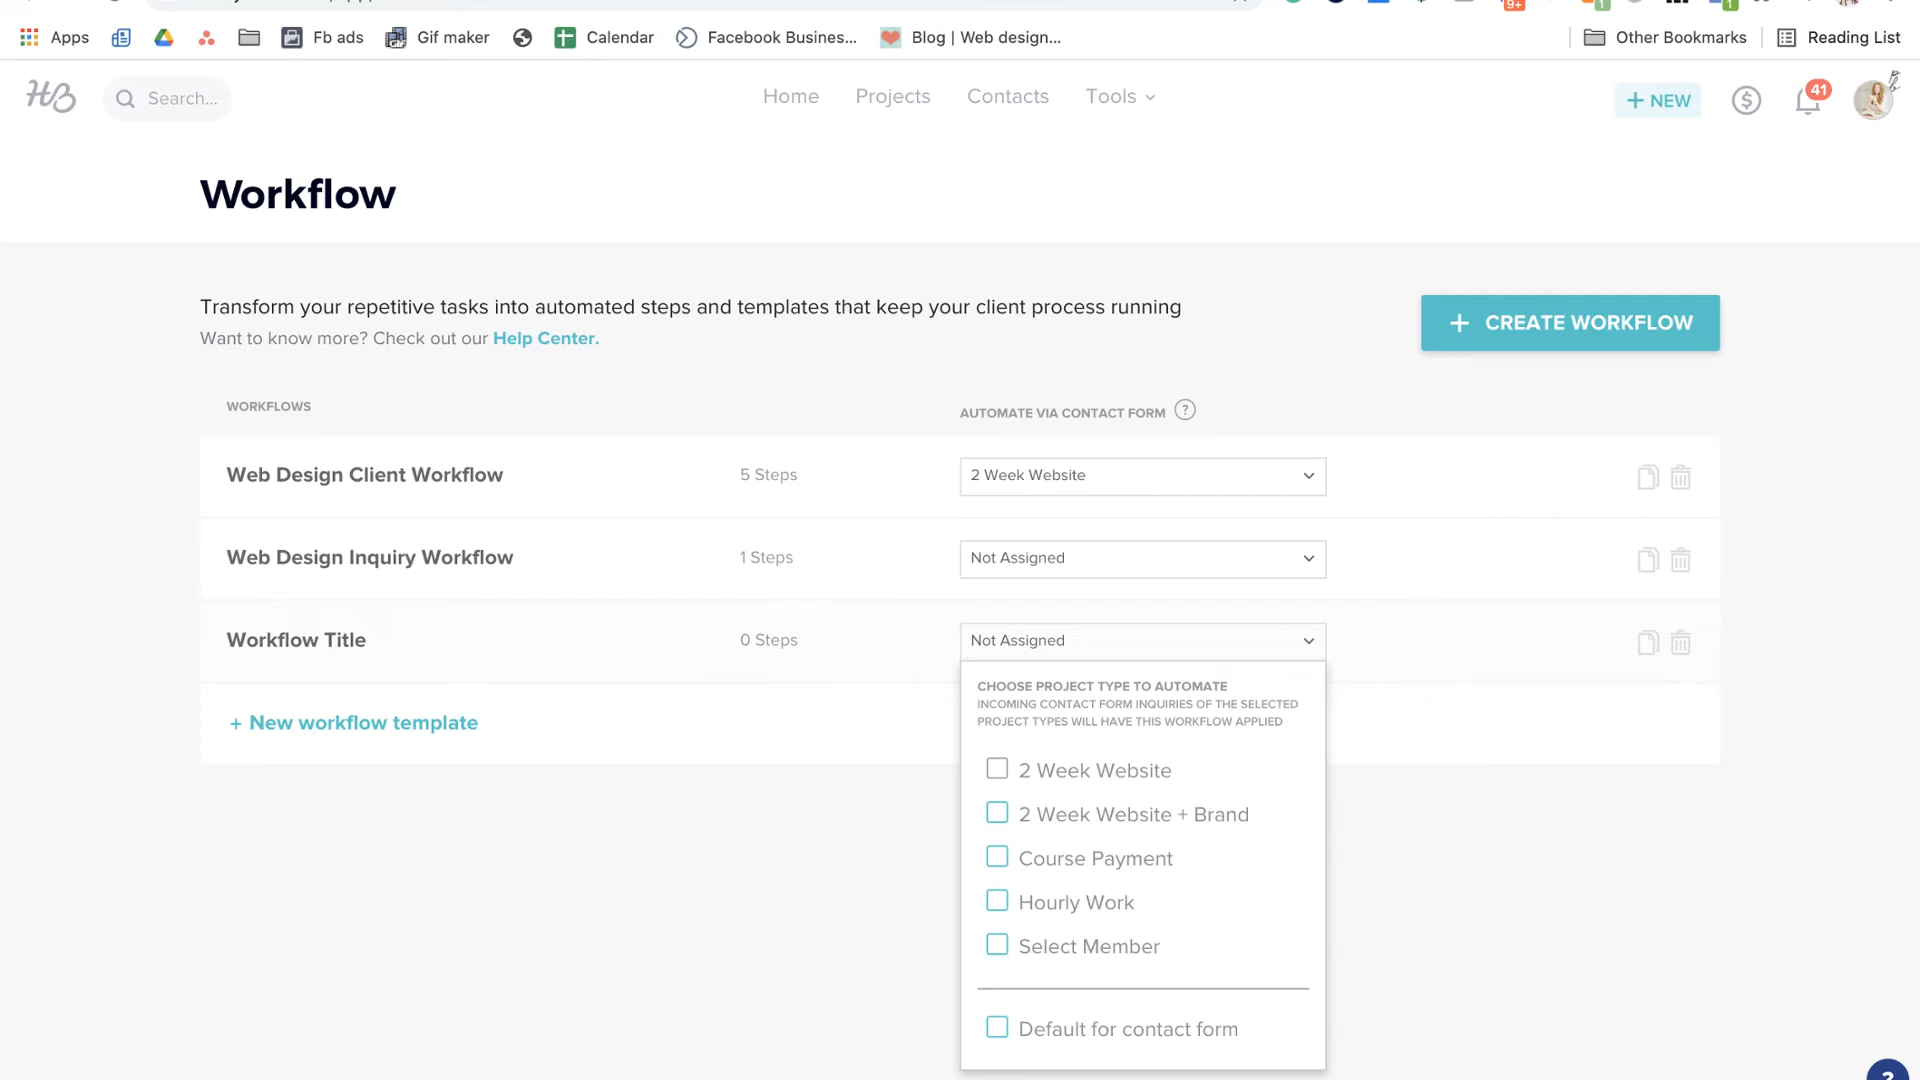 9+
1
1
Apps
Fb ads
Gif maker
Calendar
Facebook Busines...
Blog | Web design...
Other Bookmarks
Reading List
HB
Search...
Home
Projects
Contacts
Tools
+ NEW
$
41
Workflow
Transform your repetitive tasks into automated steps and templates that keep your client process running
Want to know more? Check out our Help Center.
+ CREATE WORKFLOW
WORKFLOWS
AUTOMATE VIA CONTACT FORM ?
Web Design Client Workflow
5 Steps
2 Week Website
Web Design Inquiry Workflow
1 Steps
Not Assigned
Workflow Title
0 Steps
Not Assigned
+ New workflow template
CHOOSE PROJECT TYPE TO AUTOMATE
INCOMING CONTACT FORM INQUIRIES OF THE SELECTED
PROJECT TYPES WILL HAVE THIS WORKFLOW APPLIED
2 Week Website
2 Week Website + Brand
Course Payment
Hourly Work
Select Member
Default for contact form
?